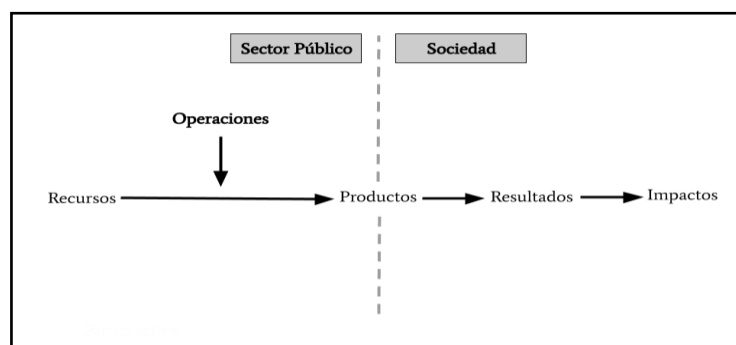 Sector Público
Sociedad
Operaciones
Recursos
Productos
Resultados
Impactos